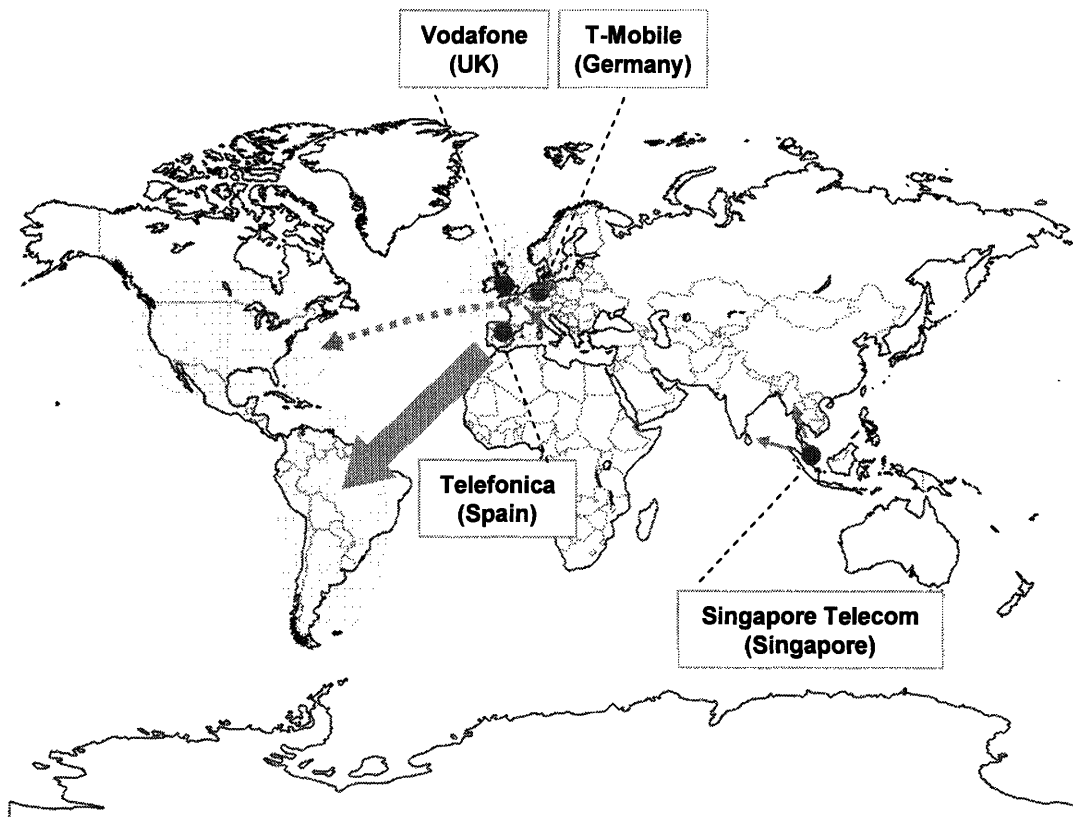 Vodafone
(UK)
T-Mobile
(Germany)
Telefonica
(Spain)
Singapore Telecom
(Singapore)